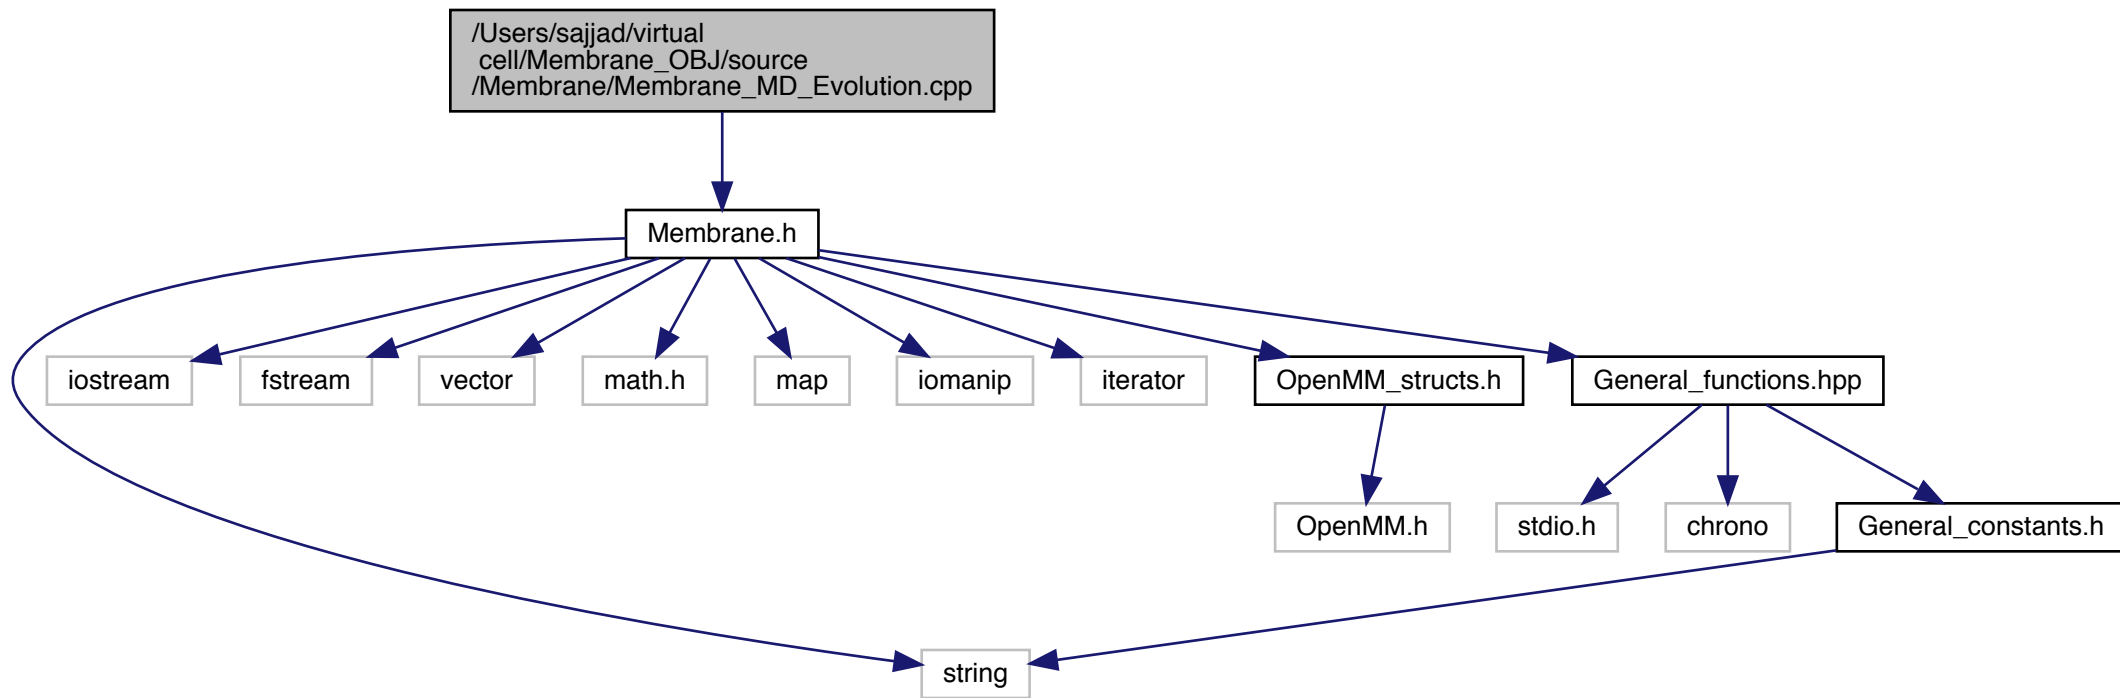 /Users/sajjad/virtual
cell/Membrane_OBJ/source
/Membrane/Membrane_MD_Evolution.cpp
Membrane.h
iostream
fstream
vector
math.h
map
iomanip
iterator
OpenMM_structs.h
General_functions.hpp
OpenMM.h
stdio.h
chrono
General_constants.h
string